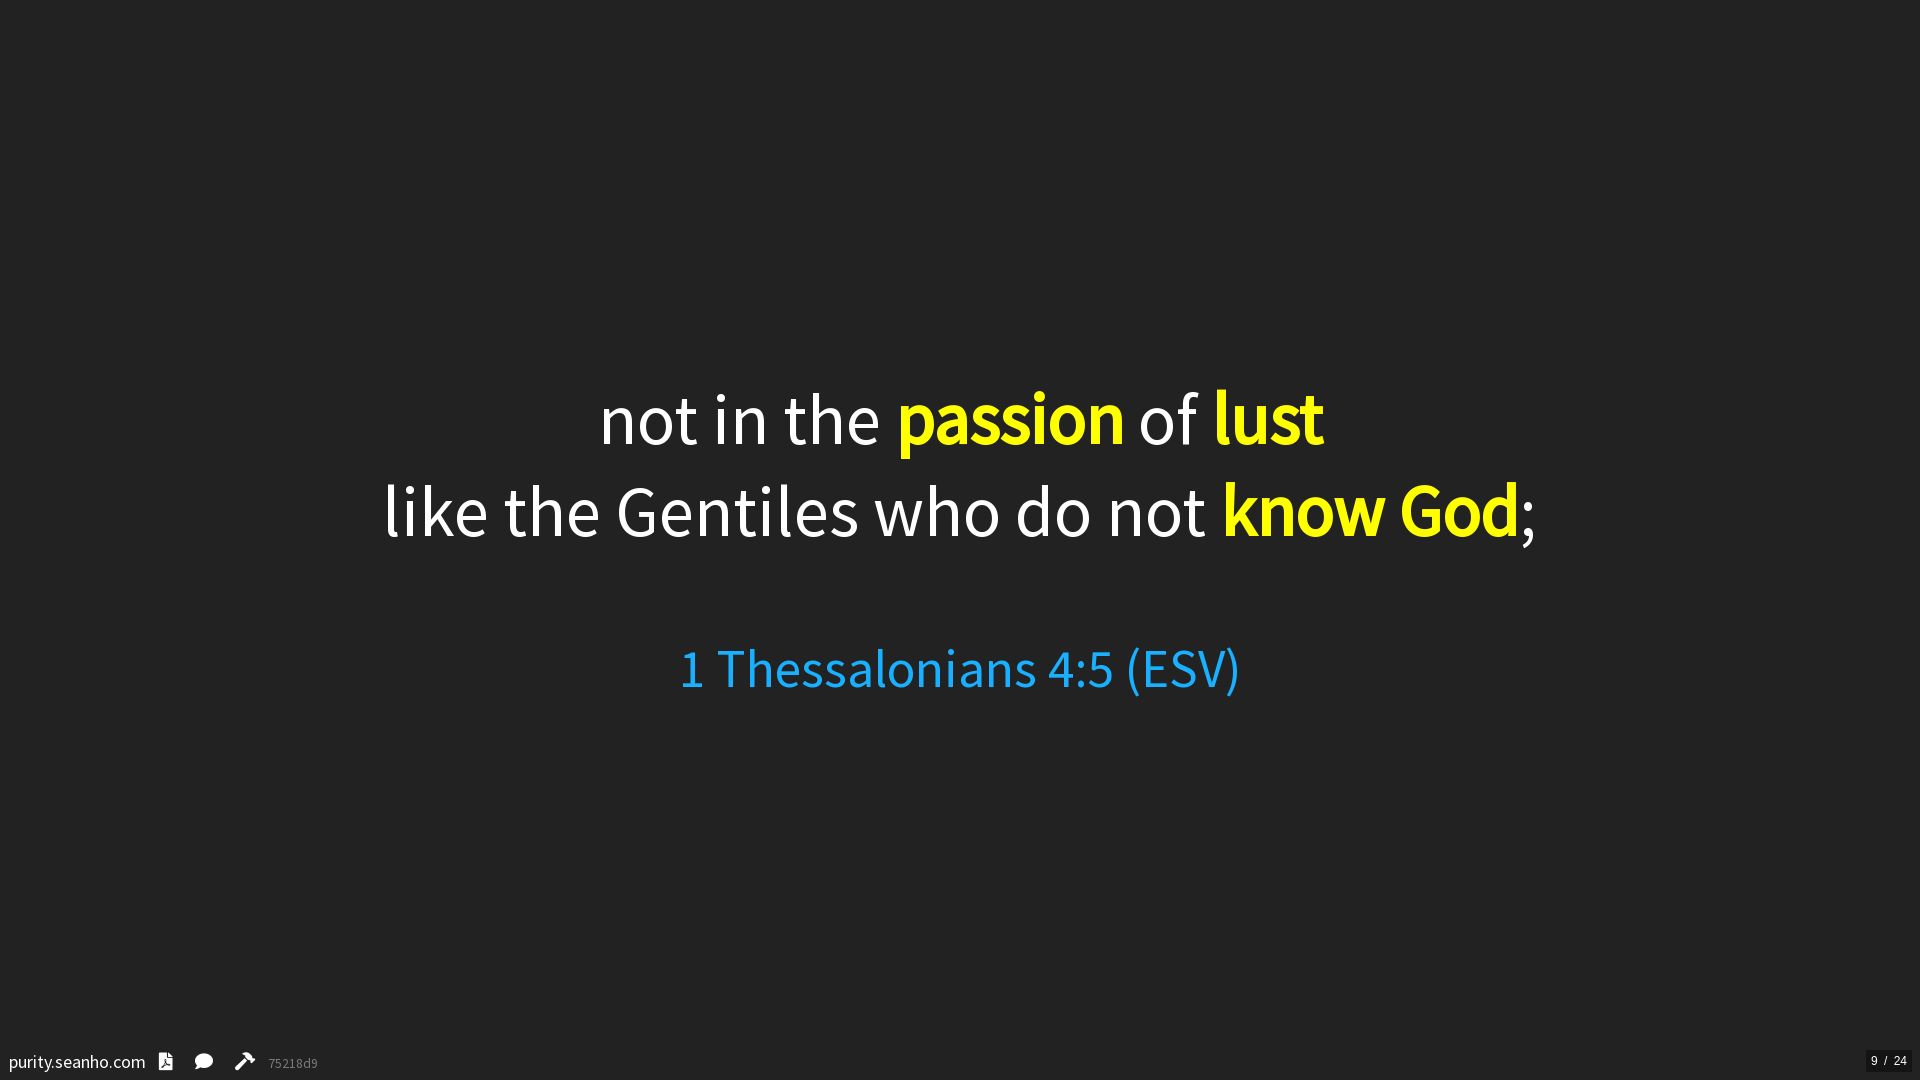 not in the passion of lust
like the Gentiles who do not know God;
1 Thessalonians 4:5 (ESV)
purity.seanho.com 75218d9
9 / 24